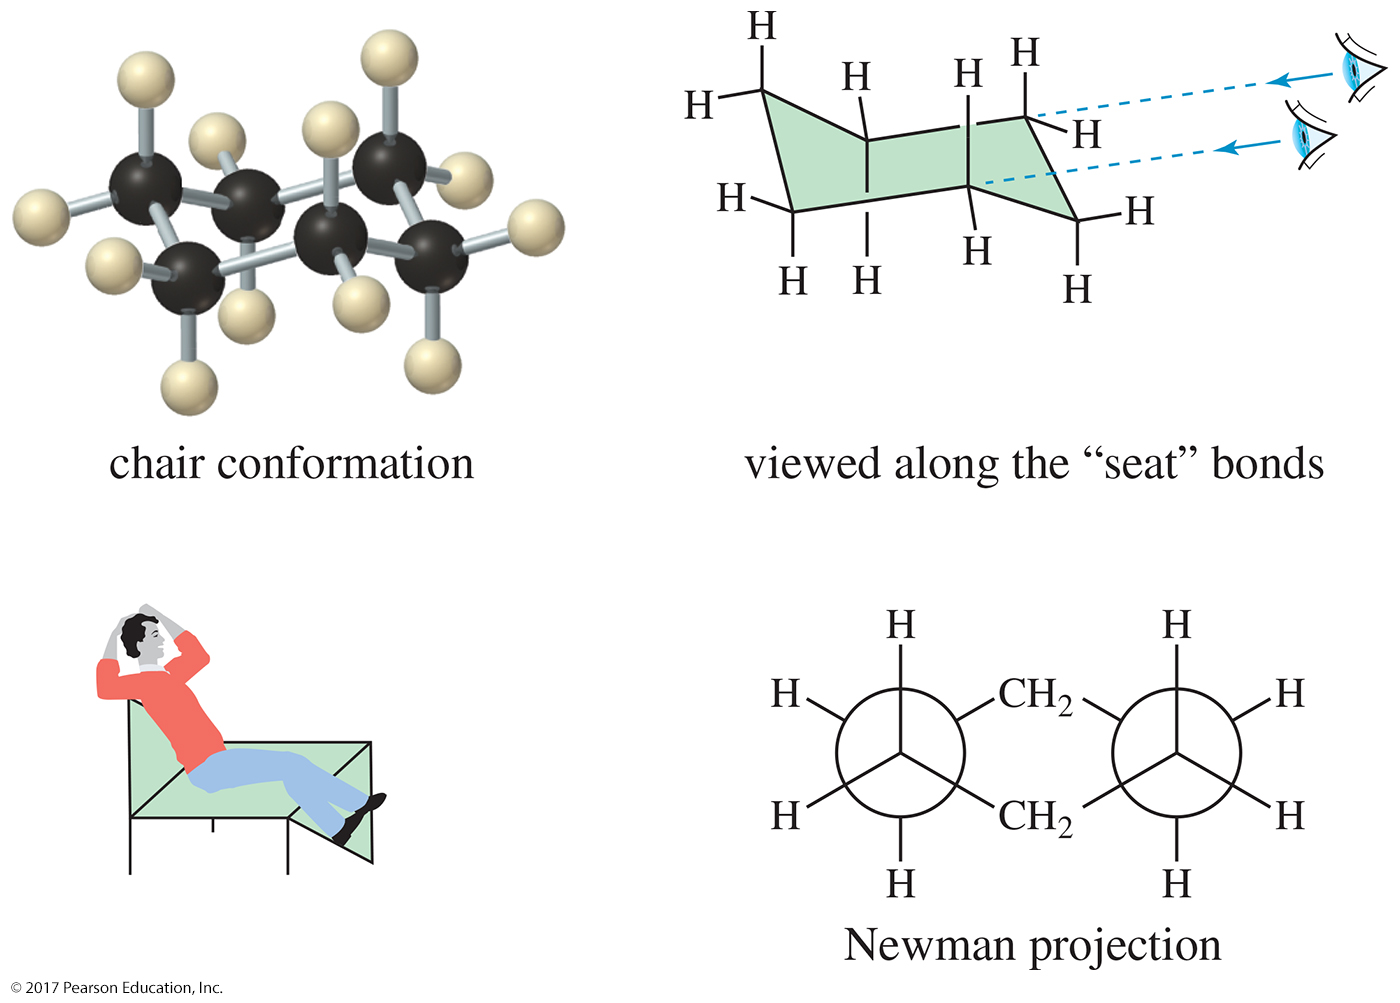 H
H
H
H
H
H
H
H
H
H
H
H
chair conformation
viewed along the “seat” bonds
H
H
H
CH₂
H
H
CH₂
H
H
H
Newman projection
© 2017 Pearson Education, Inc.